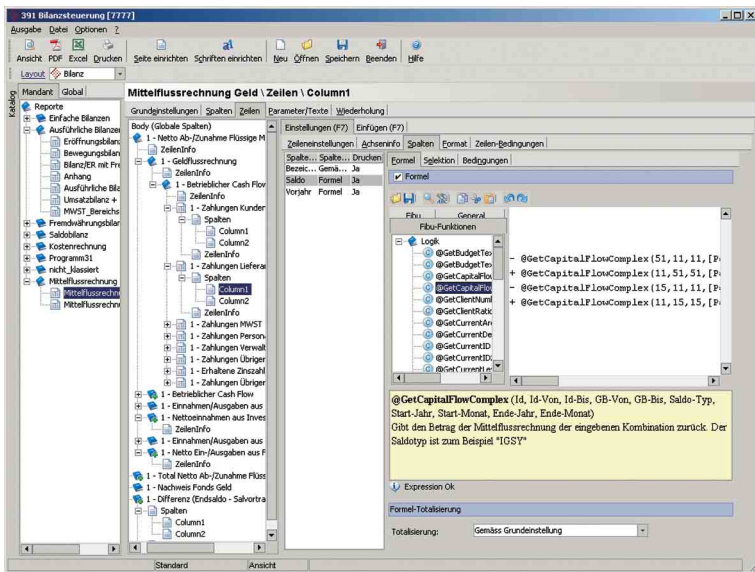 391 Bilanzsteuerung [7777]
Ausgabe Datei Optionen ?
Ansicht PDF Excel Drucken Seite einrichten Schriften einrichten Neu Öffnen Speichern Beenden Hilfe
Layout Bilanz
Katalog
Mandant Global
Reporte
Einfache Bilanzen
Ausführliche Bilanzen
Eröffnungsbilanz
Bewegungsbilan
Bilanz/ER mit Fre
Anhang
Ausführliche Bila
Umsatzbilanz +
MWST_Bereichs
Fremdwährungsbilan
Saldobilanz
Kostenrechnung
Programm31
nicht_klassiert
Mittelflussrechnung
Mittelflussrechn
Mittelflussrechn
Mittelflussrechnung Geld \ Zeilen \ Column1
Grundeinstellungen Spalten Zeilen Parameter/Texte Wiederholung
Body (Globale Spalten)
1 - Netto Ab-/Zunahme Flüssige M
ZeilenInfo
1 - Geldflussrechnung
ZeilenInfo
1 - Betrieblicher Cash Flow
ZeilenInfo
1 - Zahlungen Kunden
Spalten
Column1
Column2
ZeilenInfo
1 - Zahlungen Lieferan
Spalten
Column1
Column2
ZeilenInfo
1 - Zahlungen MWST
1 - Zahlungen Person
1 - Zahlungen Verwalt
1 - Zahlungen Übriger
1 - Erhaltene Zinszahl
1 - Zahlungen Übriger
1 - Betrieblicher Cash Flow
1 - Einnahmen/Ausgaben aus
1 - Nettoeinnahmen aus Inves
ZeilenInfo
1 - Einnahmen/Ausgaben aus
1 - Netto Ein-/Ausgaben aus F
ZeilenInfo
1 - Total Netto Ab-/Zunahme Flüss
1 - Nachweis Fonds Geld
1 - Differenz (Endsaldo - Salvortra
Spalten
Column1
Column2
Einstellungen (F7) Einfügen (F7)
Zeileneinstellungen Achseninfo Spalten Format Zeilen-Bedingungen
Spalte... Spalte... Drucken
Bezeic... Gemä... Ja
Saldo Formel Ja
Vorjahr Formel Ja
Formel Selektion Bedingungen
Formel
Fibu General
Fibu-Funktionen
Logik
@GetBudgetTex
@GetBudgetTex
@GetCapitalFlow
@GetCapitalFlo
@GetClientNuml
@GetClientRatio
@GetCurrentAre
@GetCurrentDe
@GetCurrentID
@GetCurrentID:
@GetCurrentLe
- @GetCapitalFlowComplex(51,11,11,[P
+ @GetCapitalFlowComplex(11,51,51,[P
- @GetCapitalFlowComplex(15,11,11,[P
+ @GetCapitalFlowComplex(11,15,15,[P
@GetCapitalFlowComplex (Id, Id-Von, Id-Bis, GB-Von, GB-Bis, Saldo-Typ,
Start-Jahr, Start-Monat, Ende-Jahr, Ende-Monat)
Gibt den Betrag der Mittelflussrechnung der eingebenen Kombination zurück. Der
Saldotyp ist zum Beispiel "IGSY"
Expression Ok
Formel-Totalisierung
Totalisierung: Gemäss Grundeinstellung
Standard Ansicht